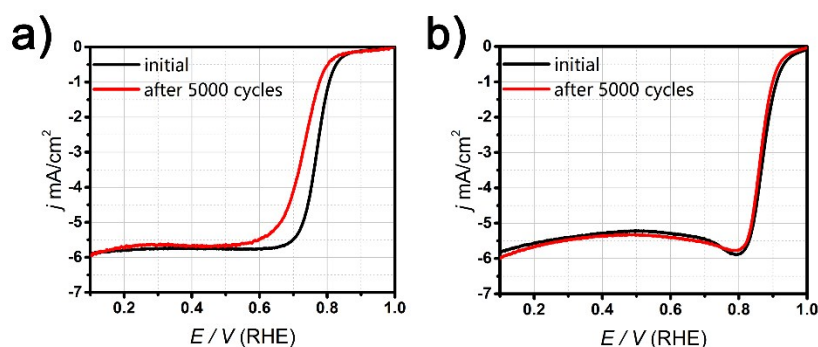 a)
initial
after 5000 cycles
j mA/cm²
0
-1
-2
-3
-4
-5
-6
-7
0.2 0.4 0.6 0.8 1.0
E / V (RHE)
b)
initial
after 5000 cycles
j mA/cm²
0
-1
-2
-3
-4
-5
-6
-7
0.2 0.4 0.6 0.8 1.0
E / V (RHE)